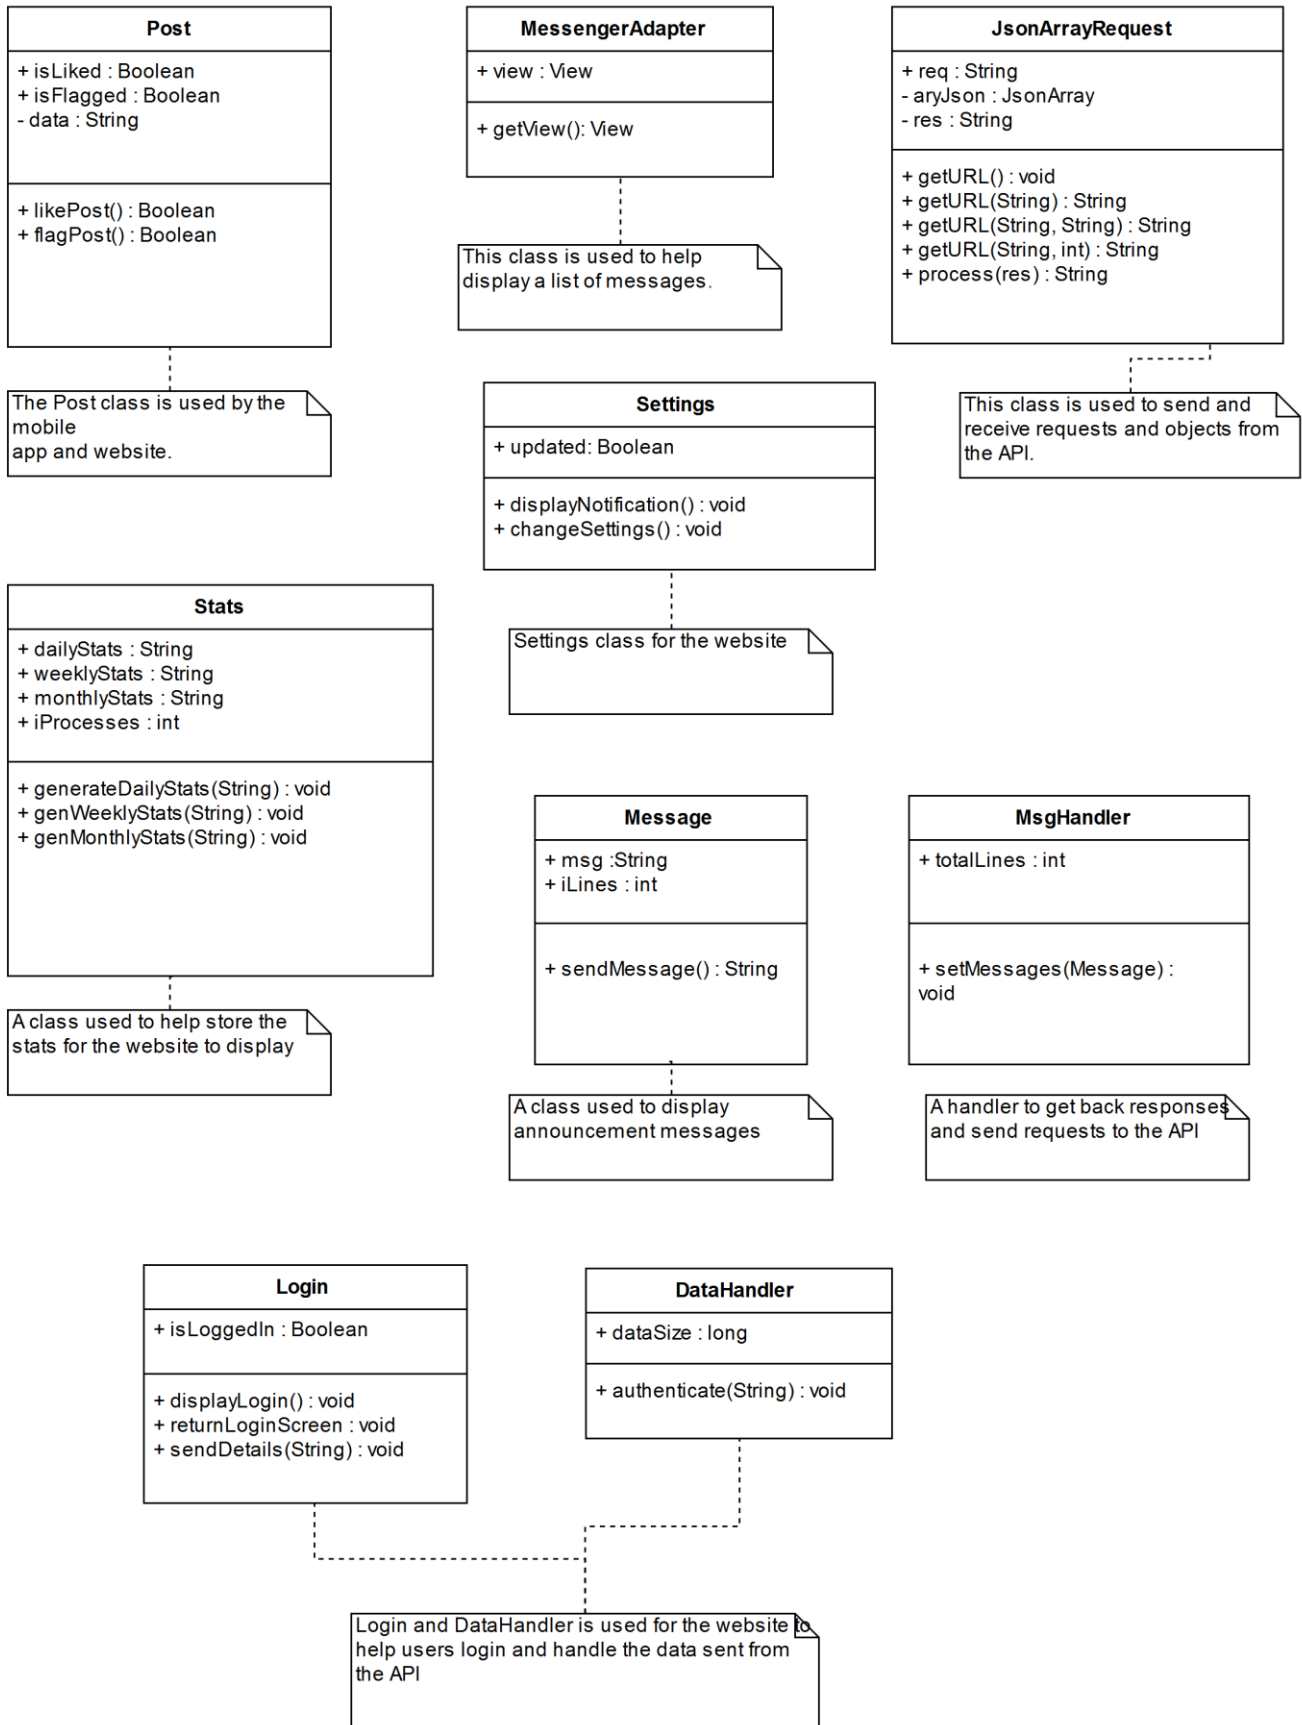 Post
+ isLiked : Boolean
+ isFlagged : Boolean
- data : String
+ likePost() : Boolean
+ flagPost() : Boolean
The Post class is used by the
mobile
app and website.
MessengerAdapter
+ view : View
+ getView(): View
This class is used to help
display a list of messages.
JsonArrayRequest
+ req : String
- aryJson : JsonArray
- res : String
+ getURL() : void
+ getURL(String) : String
+ getURL(String, String) : String
+ getURL(String, int) : String
+ process(res) : String
This class is used to send and
receive requests and objects from
the API.
Settings
+ updated: Boolean
+ displayNotification() : void
+ changeSettings() : void
Settings class for the website
Stats
+ dailyStats : String
+ weeklyStats : String
+ monthlyStats : String
+ iProcesses : int
+ generateDailyStats(String) : void
+ genWeeklyStats(String) : void
+ genMonthlyStats(String) : void
A class used to help store the
stats for the website to display
Message
+ msg :String
+ iLines : int
+ sendMessage() : String
A class used to display
announcement messages
MsgHandler
+ totalLines : int
+ setMessages(Message) :
void
A handler to get back responses
and send requests to the API
Login
+ isLoggedIn : Boolean
+ displayLogin() : void
+ returnLoginScreen : void
+ sendDetails(String) : void
DataHandler
+ dataSize : long
+ authenticate(String) : void
Login and DataHandler is used for the website to
help users login and handle the data sent from
the API